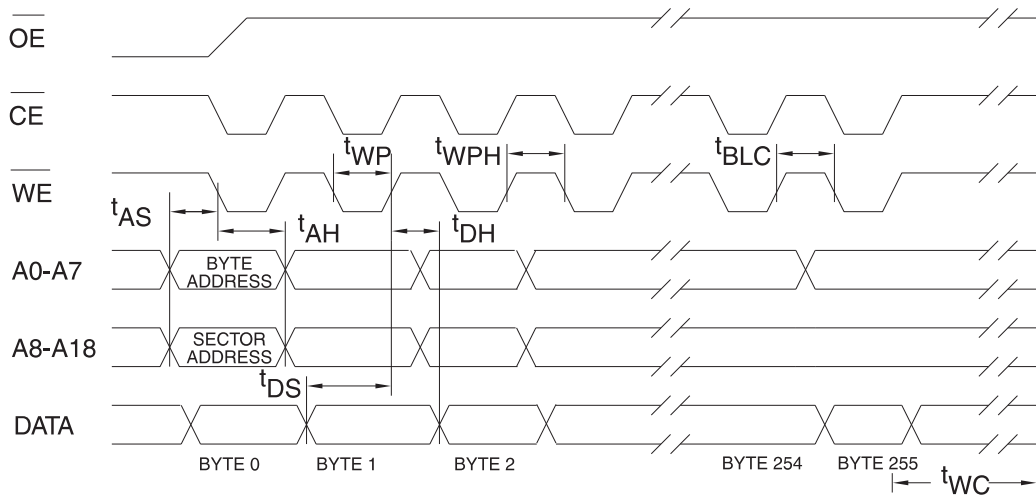 OE
CE
tWP
tWPH
tBLC
WE
tAS
tAH
tDH
A0-A7
BYTE
ADDRESS
A8-A18
SECTOR
ADDRESS
tDS
DATA
BYTE 0
BYTE 1
BYTE 2
BYTE 254
BYTE 255
tWC